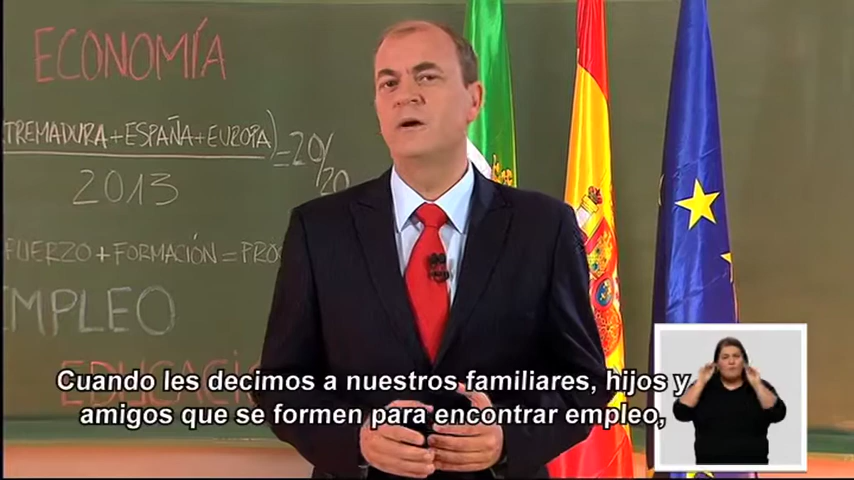 ECONOMÍA
TREMADURA+ESPAÑA+EUROPA)
=20/20
2013
FUERZO+FORMACIÓN=PRO
EMPLEO
EDUCACIÓ
Cuando les decimos a nuestros familiares, hijos y
amigos que se formen para encontrar empleo,